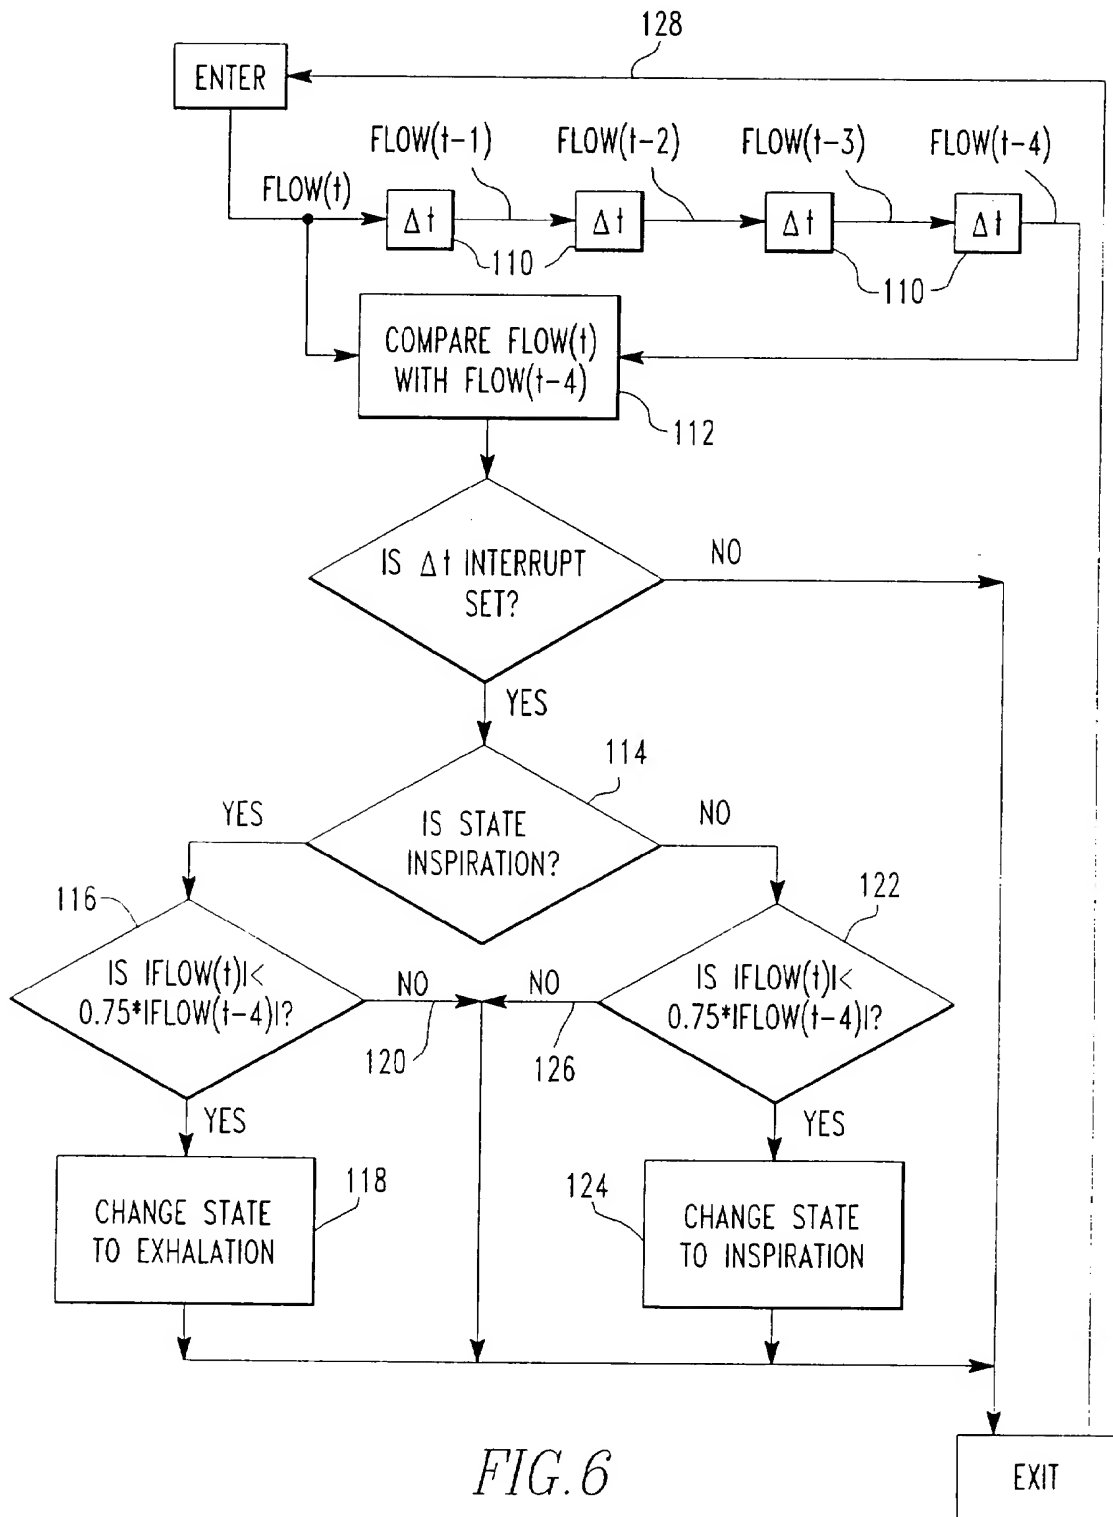 128
ENTER
FLOW(t-1)
FLOW(t-2)
FLOW(t-3)
FLOW(t-4)
FLOW(t)
Δt
Δt
Δt
Δt
110
110
COMPARE FLOW(t)
WITH FLOW(t-4)
112
IS Δt INTERRUPT
SET?
NO
YES
114
IS STATE
INSPIRATION?
YES
NO
116
122
IS |FLOW(t)|<
0.75*|FLOW(t-4)|?
NO
120
NO
126
IS |FLOW(t)|<
0.75*|FLOW(t-4)|?
YES
YES
CHANGE STATE
TO EXHALATION
118
124
CHANGE STATE
TO INSPIRATION
FIG.6
EXIT